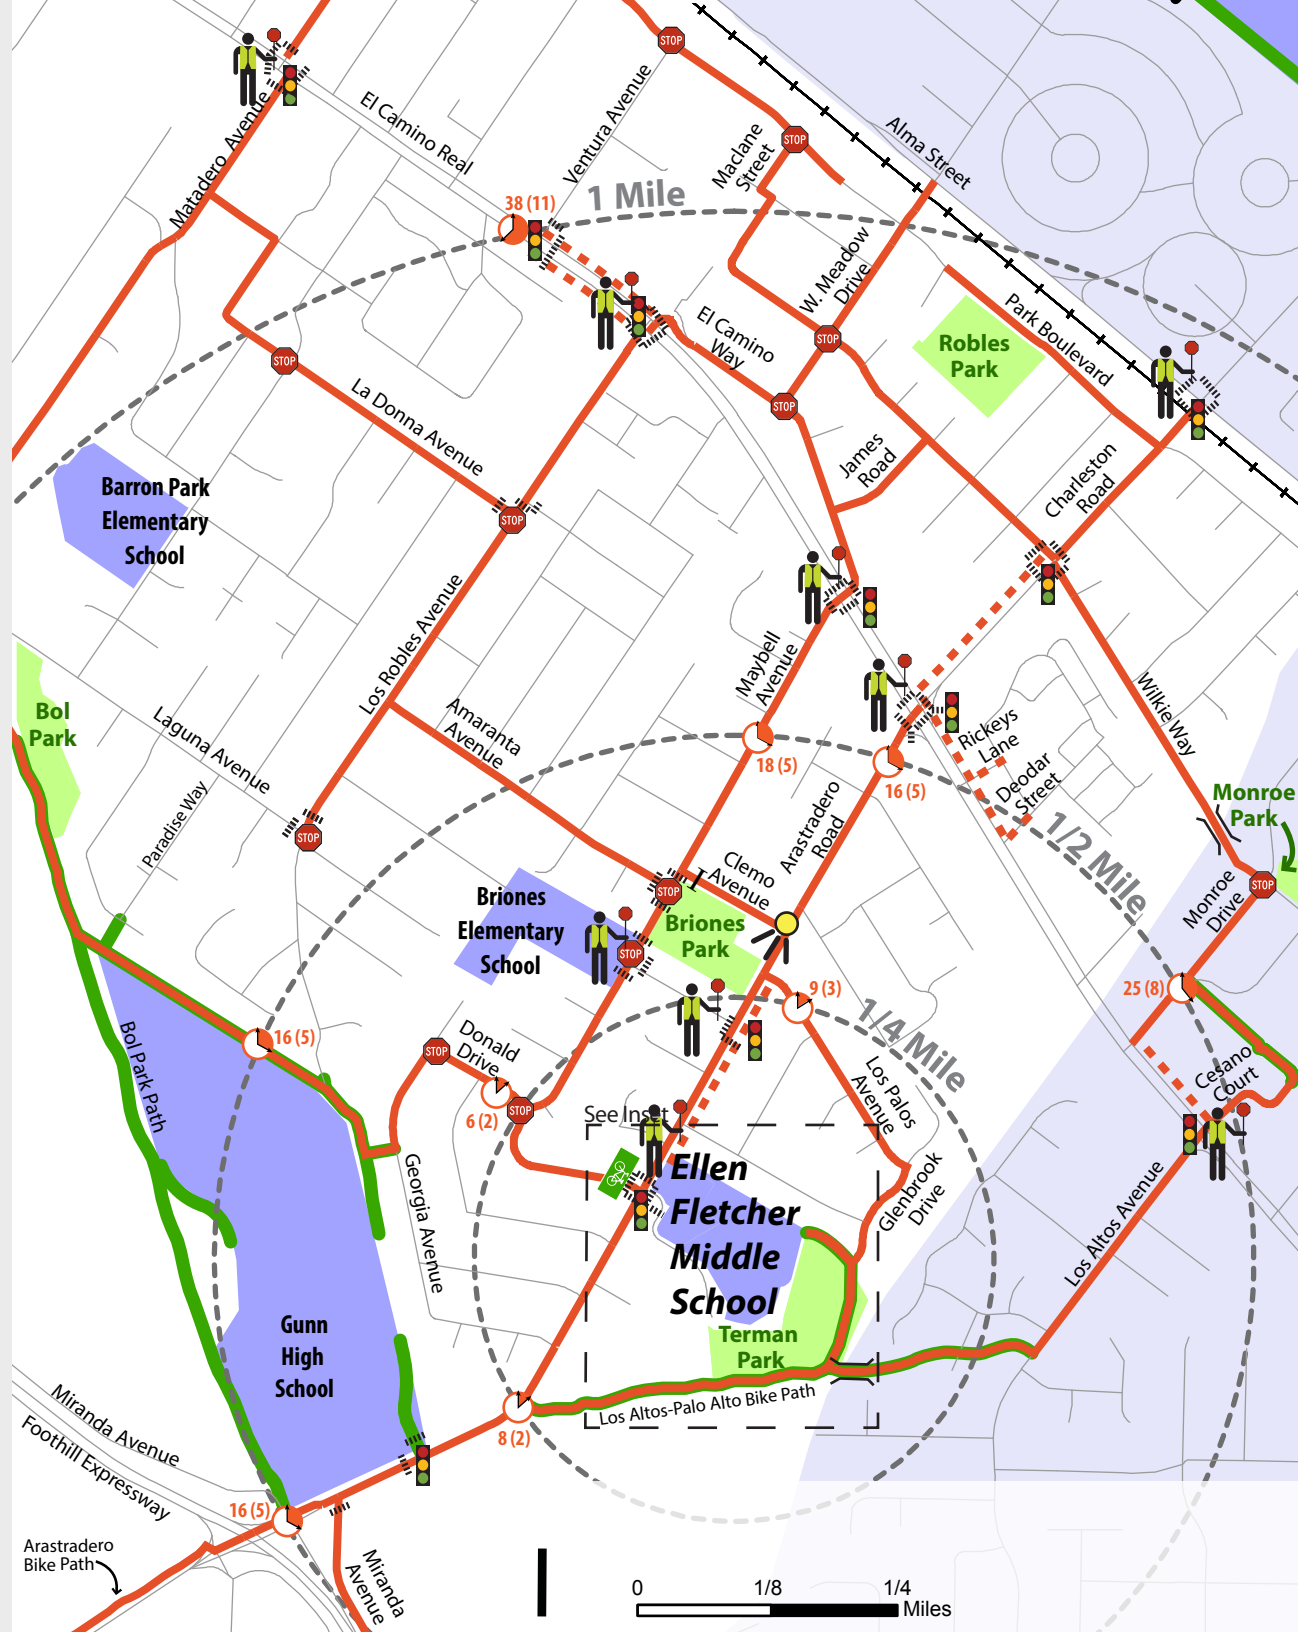 STOP
El Camino Real
Ventura Avenue
Maclane
Street
STOP
Alma Street
Matadero Avenue
1 Mile
38 (11)
W. Meadow
Drive
El Camino
Way
STOP
Park Boulevard
Robles
Park
STOP
La Donna Avenue
STOP
James
Road
Charleston
Road
Barron Park
Elementary
School
STOP
Los Robles Avenue
Maybell
Avenue
Wilkie Way
Bol
Park
Laguna Avenue
Amaranta
Avenue
18 (5)
16 (5)
Rickeys
Lane
Deodar
Street
1/2 Mile
Monroe
Park
Paradise Way
STOP
Arastradero
Road
Clemo
Avenue
STOP
Monroe
Drive
STOP
Briones
Elementary
School
Briones
Park
STOP
9 (3)
25 (8)
1/4 Mile
Bol Park Path
16 (5)
STOP
Donald
Drive
6 (2)
STOP
See Inset
Los Palos
Avenue
Cesano
Court
Georgia Avenue
Ellen
Fletcher
Middle
School
Glenbrook
Drive
Los Altos Avenue
Gunn
High
School
Terman
Park
Los Altos-Palo Alto Bike Path
8 (2)
Miranda Avenue
Foothill Expressway
16 (5)
Arastradero
Bike Path
Miranda
Avenue
0 1/8 1/4
Miles